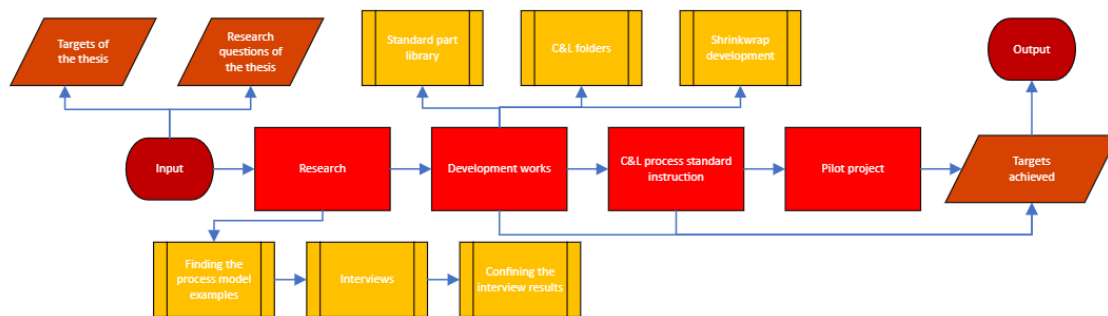 Targets of
the thesis
Research
questions of
the thesis
Standard part
library
C&L folders
Shrinkwrap
development
Output
Input
Research
Development works
C&L process standard
instruction
Pilot project
Targets
achieved
Finding the
process model
examples
Interviews
Confining the
interview results